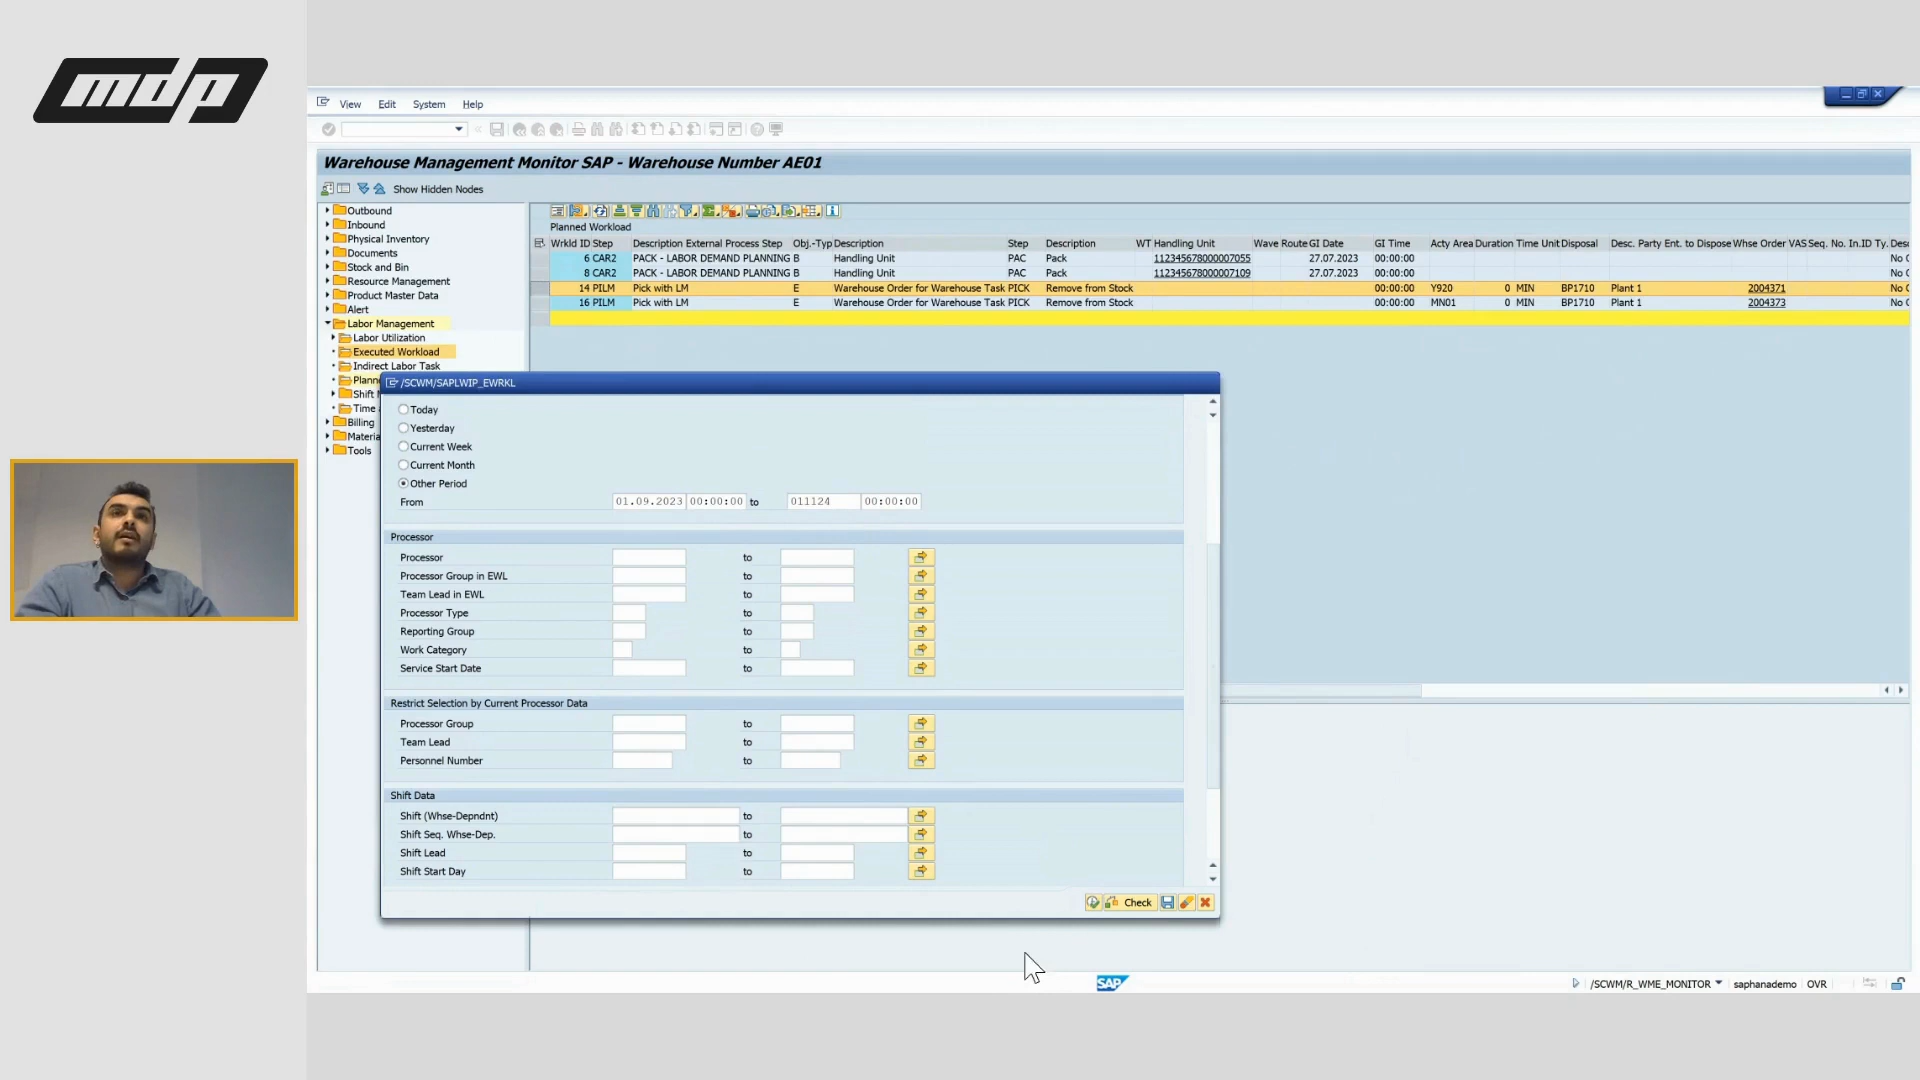 mdp
View Edit System Help
Warehouse Management Monitor SAP - Warehouse Number AE01
Show Hidden Nodes
Outbound
Inbound
Physical Inventory
Documents
Stock and Bin
Resource Management
Product Master Data
Alert
Labor Management
Labor Utilization
Executed Workload
Indirect Labor Task
Planne
Shift M
Time a
Billing
Materia
Tools
Planned Workload
Wrkld ID Step Description External Process Step Obj.-Typ Description Step Description WT Handling Unit Wave Route GI Date GI Time Acty Area Duration Time Unit Disposal Desc. Party Ent. to Dispose Whse Order VAS Seq. No. In. ID Ty. Desc
6 CAR2 PACK - LABOR DEMAND PLANNING B Handling Unit PAC Pack 112345678000007055 27.07.2023 00:00:00 No C
8 CAR2 PACK - LABOR DEMAND PLANNING B Handling Unit PAC Pack 112345678000007109 27.07.2023 00:00:00 No C
14 PILM Pick with LM E Warehouse Order for Warehouse Task PICK Remove from Stock 00:00:00 Y920 0 MIN BP1710 Plant 1 2004371 No C
16 PILM Pick with LM E Warehouse Order for Warehouse Task PICK Remove from Stock 00:00:00 MN01 0 MIN BP1710 Plant 1 2004373 No C
/SCWM/SAPLWIP_EWRKL
Today
Yesterday
Current Week
Current Month
Other Period
From 01.09.2023 00:00:00 to 011124 00:00:00
Processor
Processor to
Processor Group in EWL to
Team Lead in EWL to
Processor Type to
Reporting Group to
Work Category to
Service Start Date to
Restrict Selection by Current Processor Data
Processor Group to
Team Lead to
Personnel Number to
Shift Data
Shift (Whse-Depndnt) to
Shift Seq. Whse-Dep. to
Shift Lead to
Shift Start Day to
Check
SAP /SCWM/R_WME_MONITOR saphanademo OVR